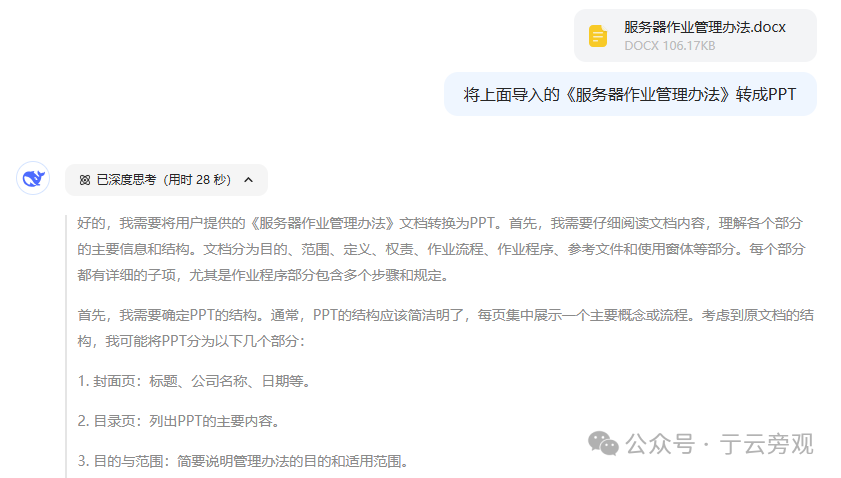 服务器作业管理办法.docx
DOCX 106.17KB
将上面导入的《服务器作业管理办法》转成PPT
已深度思考（用时 28 秒）
好的，我需要将用户提供的《服务器作业管理办法》文档转换为PPT。首先，我需要仔细阅读文档内容，理解各个部分
的主要信息和结构。文档分为目的、范围、定义、权责、作业流程、作业程序、参考文件和使用窗体等部分。每个部分
都有详细的子项，尤其是作业程序部分包含多个步骤和规定。
首先，我需要确定PPT的结构。通常，PPT的结构应该简洁明了，每页集中展示一个主要概念或流程。考虑到原文档的结
构，我可能将PPT分为以下几个部分：
1. 封面页：标题、公司名称、日期等。
2. 目录页：列出PPT的主要内容。
3. 目的与范围：简要说明管理办法的目的和适用范围。
公众号 · 亍云旁观